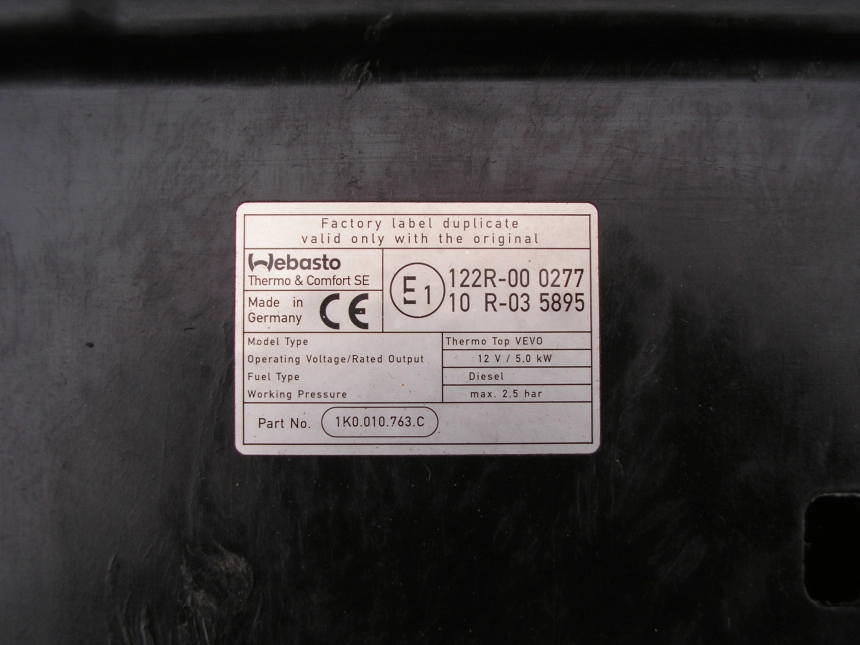 Factory label duplicate
valid only with the original
Webasto
Thermo & Comfort SE
Made in
Germany
CE
E1
122R-00 0277
10 R-03 5895
Model Type Thermo Top VEVO
Operating Voltage/Rated Output 12 V / 5.0 kW
Fuel Type Diesel
Working Pressure max. 2.5 har
Part No. 1K0.010.763.C